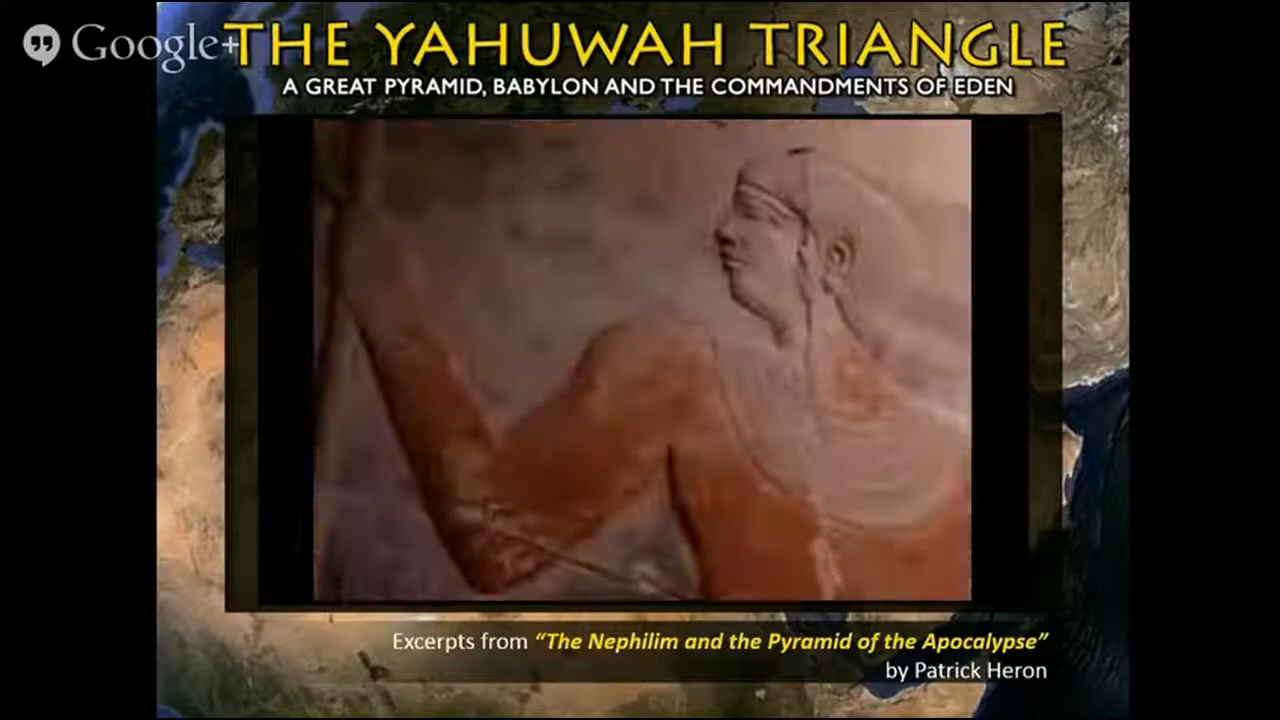 Google+
THE YAHUWAH TRIANGLE
A GREAT PYRAMID, BABYLON AND THE COMMANDMENTS OF EDEN
Excerpts from “The Nephilim and the Pyramid of the Apocalypse”
by Patrick Heron